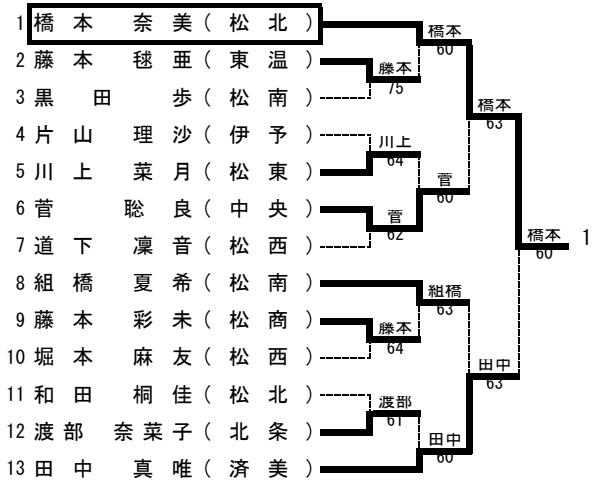 1 橋本 奈美(松北)
2 藤本 毬亜(東温)
3 黒田 歩(松南)
4 片山 理沙(伊予)
5 川上 菜月(松東)
6 菅 聡良(中央)
7 道下 凜音(松西)
8 組橋 夏希(松南)
9 藤本 彩未(松商)
10 堀本 麻友(松西)
11 和田 桐佳(松北)
12 渡部 奈菜子(北条)
13 田中 真唯(済美)
藤本
75
川上
64
菅
62
藤本
64
渡部
61
橋本
60
菅
60
組橋
63
田中
60
橋本
63
田中
63
橋本
60
1